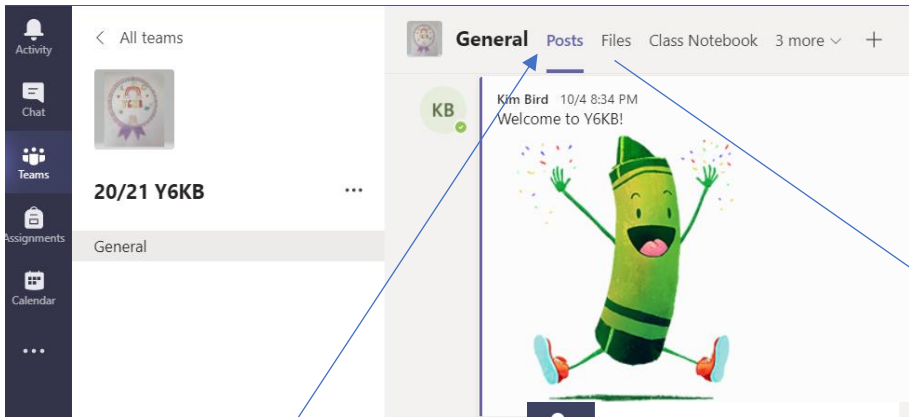 Activity
Chat
Teams
Assignments
Calendar
All teams
Y6KB
20/21 Y6KB
General
General Posts Files Class Notebook 3 more
KB
Kim Bird 10/4 8:34 PM
Welcome to Y6KB!